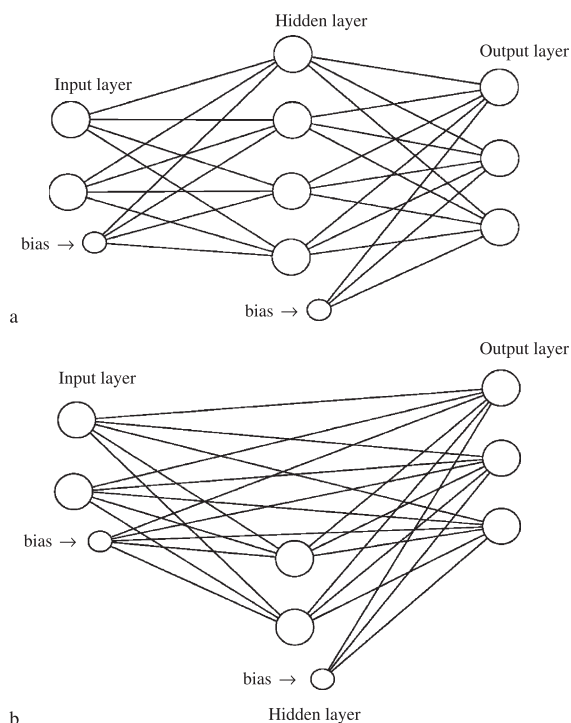 Hidden layer
Output layer
Input layer
bias →
bias →
a
Output layer
Input layer
bias →
bias →
Hidden layer
b